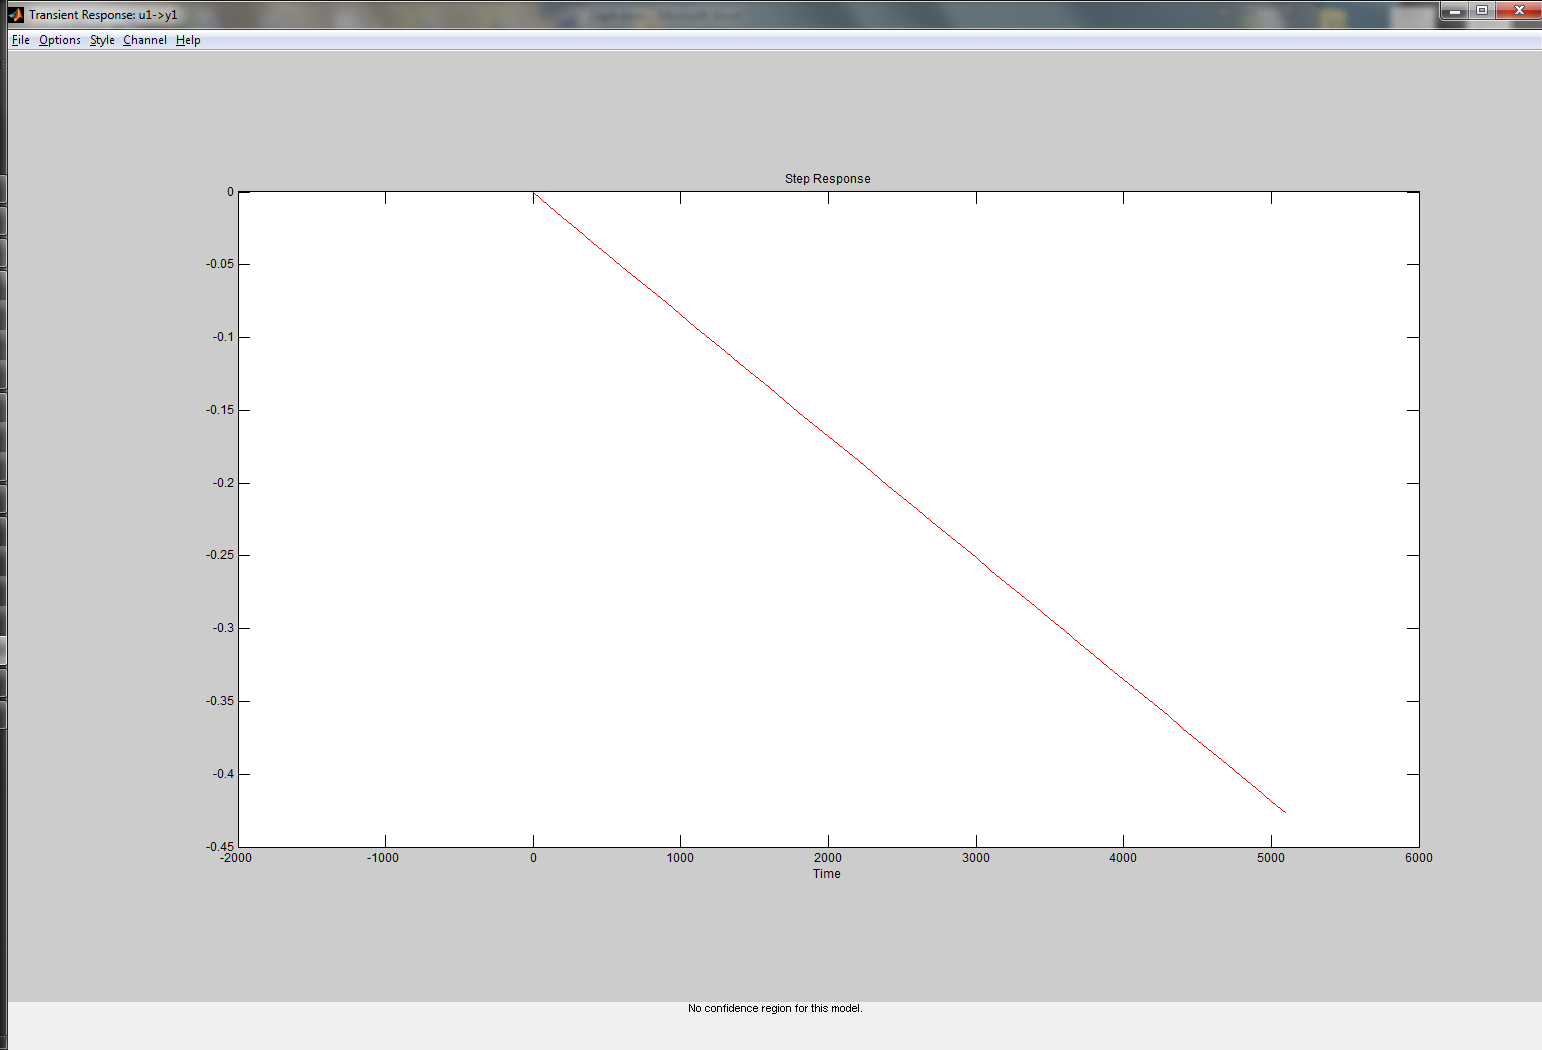 Transient Response: u1->y1
File Options Style Channel Help
Step Response
0
-0.05
-0.1
-0.15
-0.2
-0.25
-0.3
-0.35
-0.4
-0.45
-2000 -1000 0 1000 2000 3000 4000 5000 6000
Time
No confidence region for this model.